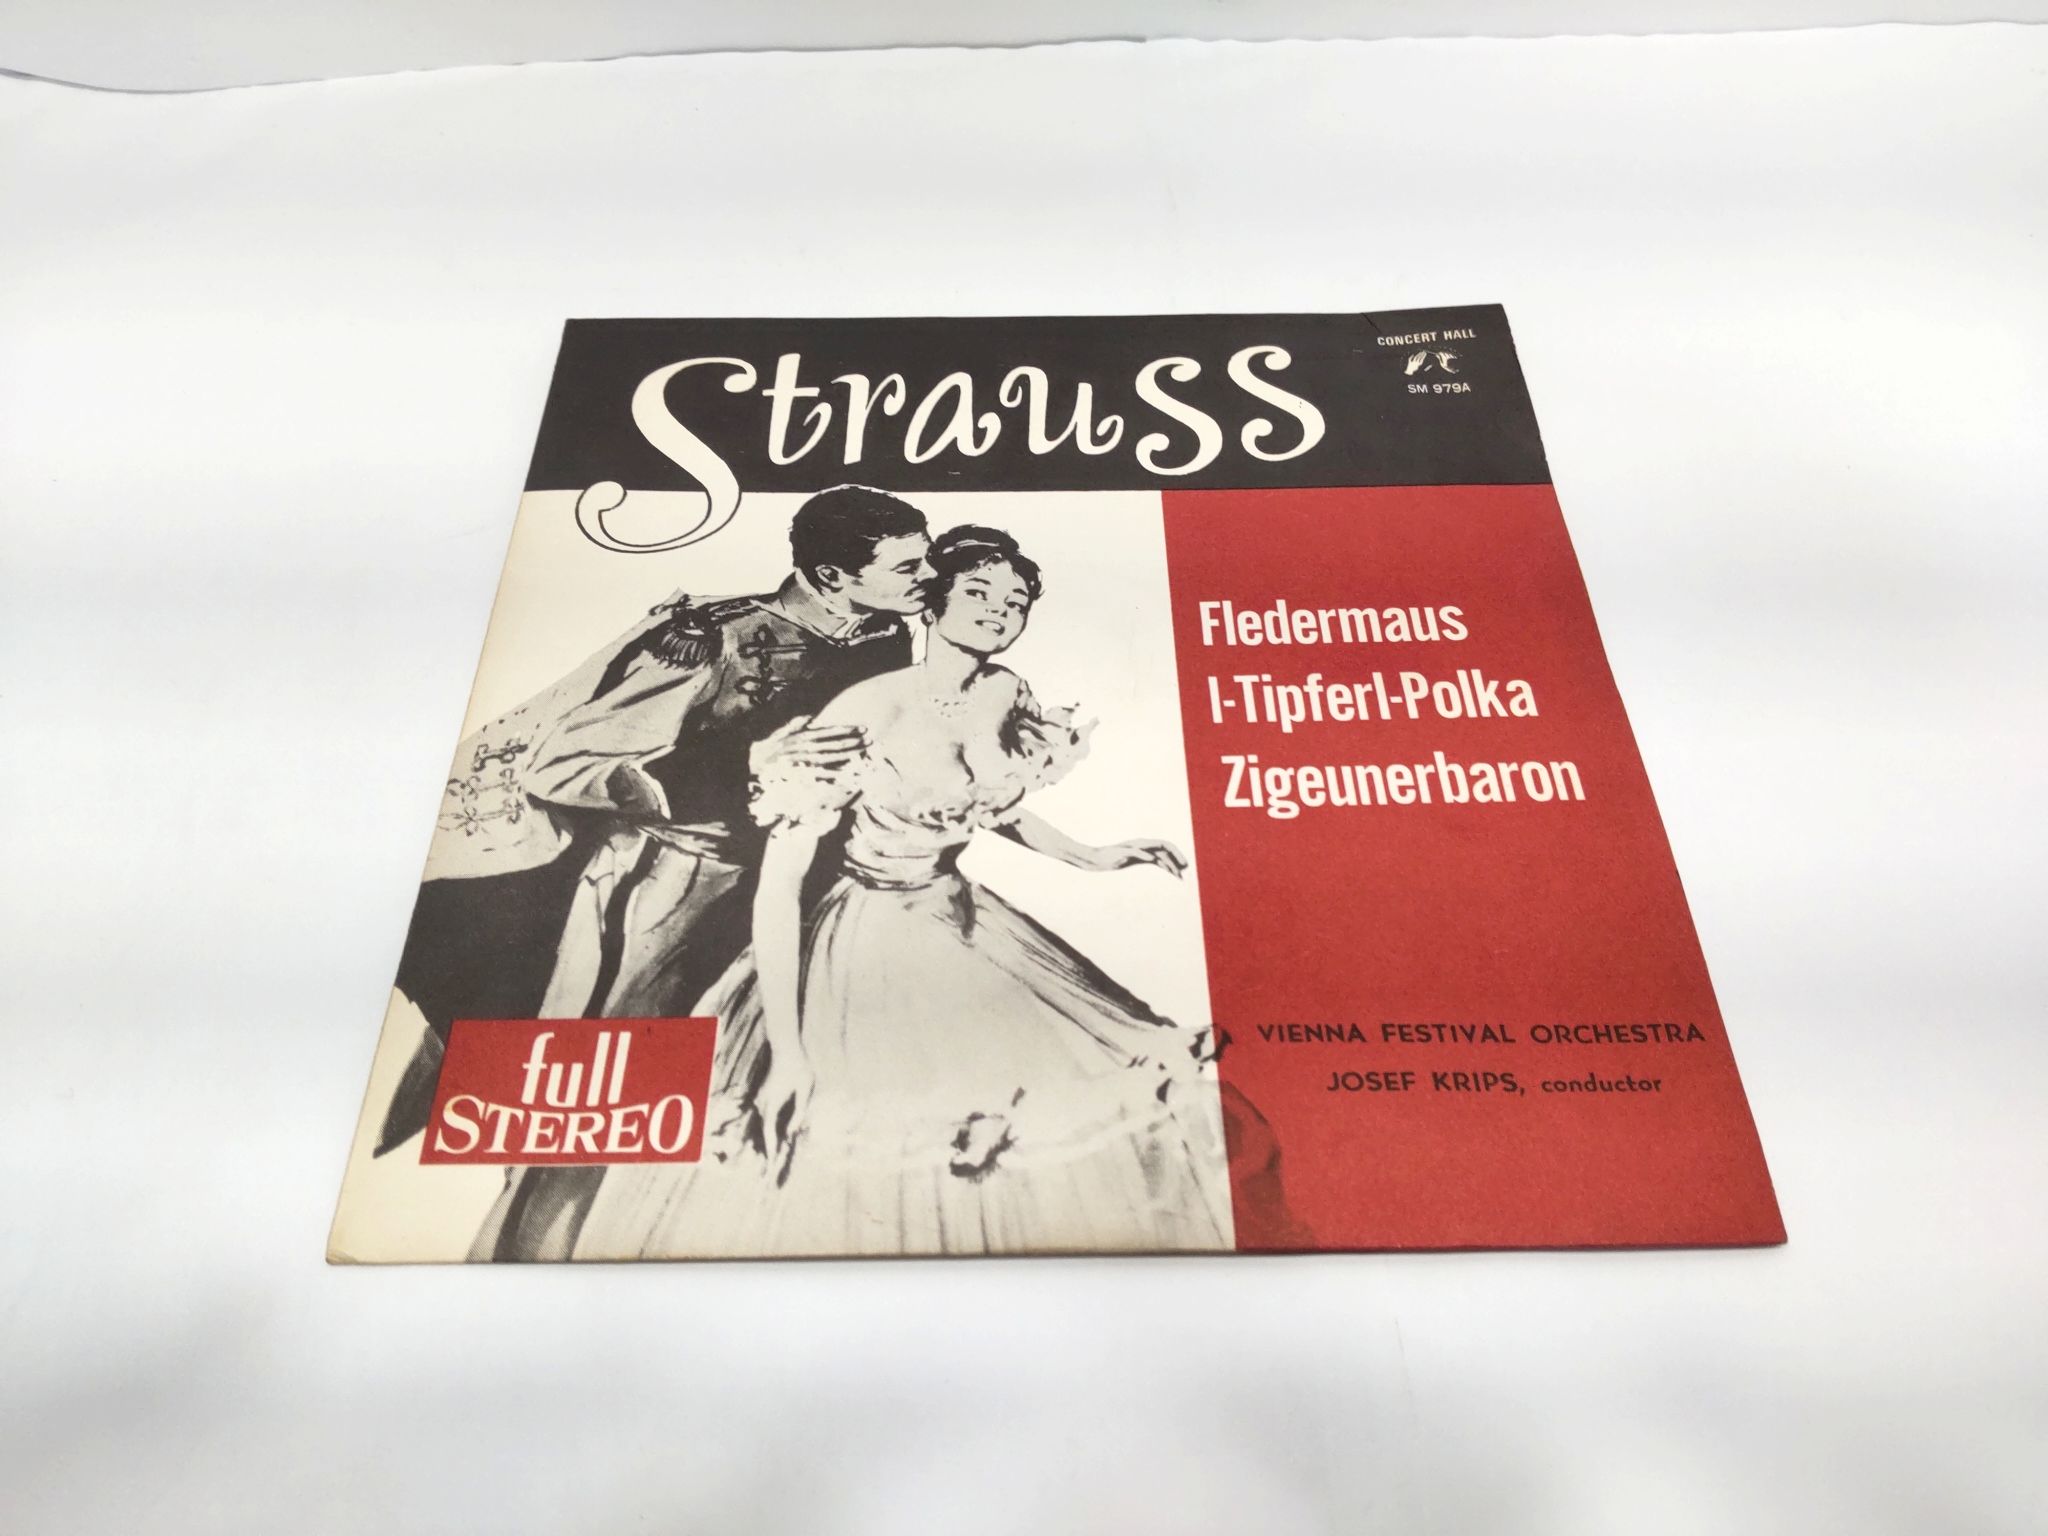 Strauss
CONCERT HALL
SM 979A
Fledermaus
I-Tipferl-Polka
Zigeunerbaron
VIENNA FESTIVAL ORCHESTRA
JOSEF KRIPS, conductor
full
STEREO